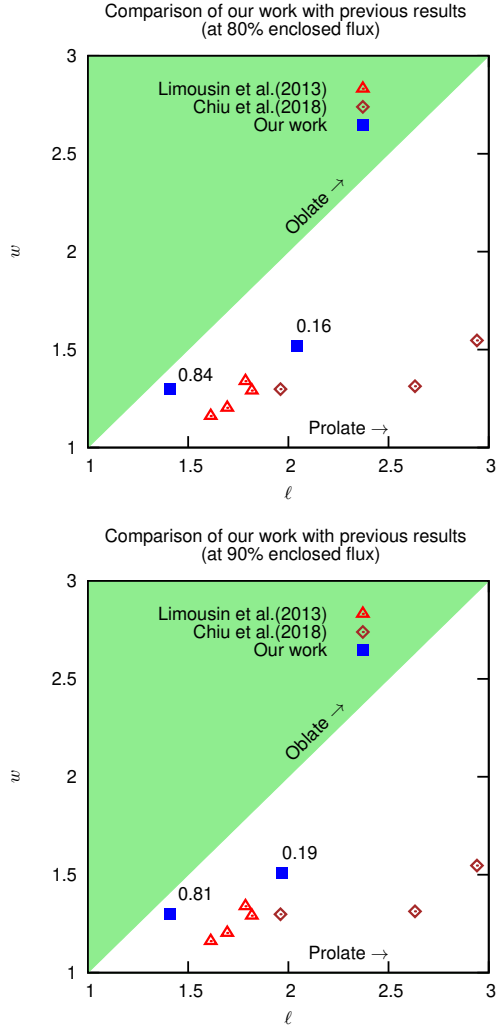 Comparison of our work with previous results
(at 80% enclosed flux)
3
Limousin et al.(2013)
Chiu et al.(2018)
Our work
2.5
Oblate →
2
w
0.16
1.5
0.84
Prolate →
1
1 1.5 2 2.5 3
ℓ
Comparison of our work with previous results
(at 90% enclosed flux)
3
Limousin et al.(2013)
Chiu et al.(2018)
Our work
2.5
Oblate →
2
w
0.19
1.5
0.81
Prolate →
1
1 1.5 2 2.5 3
ℓ